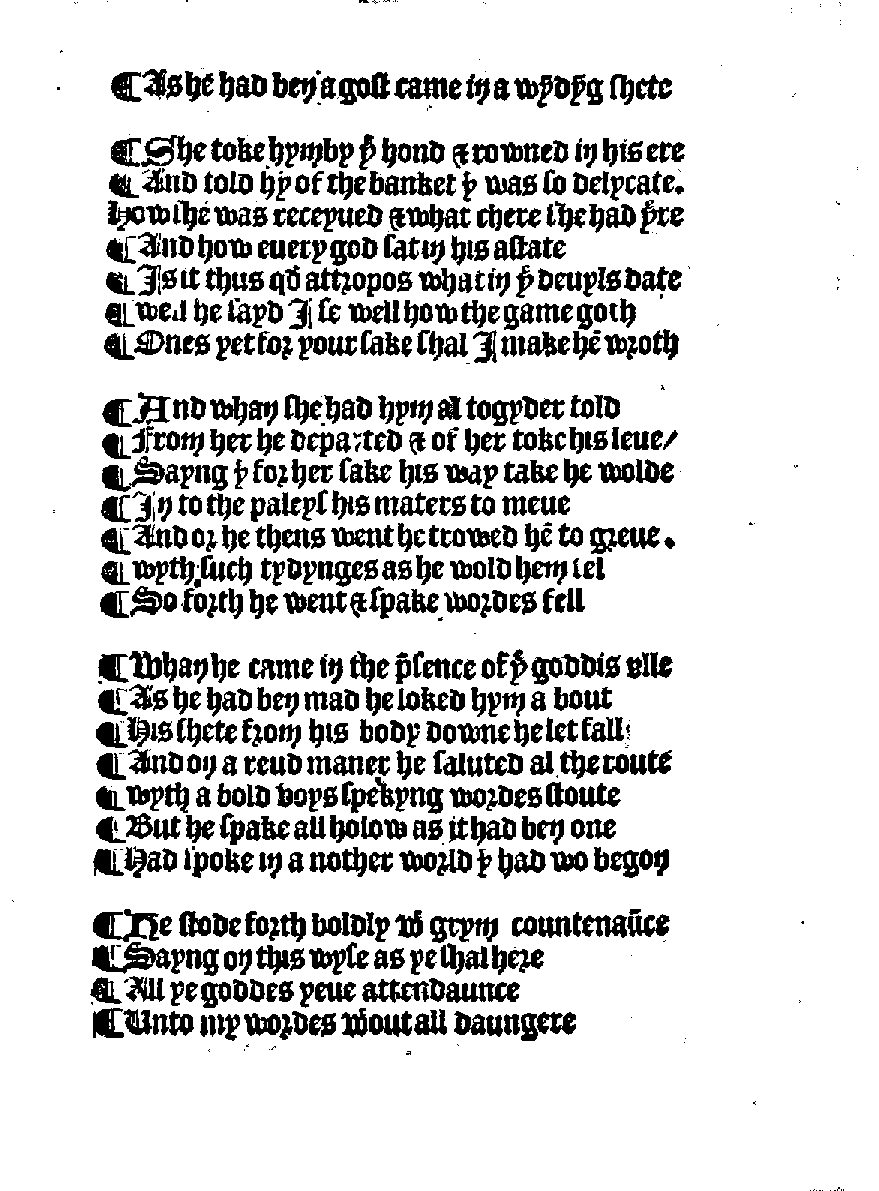 ¶ As he had ben a gost came in a wȳdȳg shete
¶ She toke hym by þͤ hond & rowned in his ere
¶ And told hȳ of the banket þͭ was so delycate.
How she was receyued & what chere she had þͤre
¶ And how euery god sat in his astate
¶ Is it thus qd̄ attropos what in þͤ deuyls date
¶ well he sayd I se well how the game goth
¶ Ones yet for your sake shal I make hē wroth
¶ And whan she had hym al togyder told
¶ From her he departed & of her toke his leue/
¶ Sayng þͭ for her sake his way take he wolde
¶ In to the paleys his maters to meue
¶ And or he thens went he trowed hē to greue.
¶ wyth such tydynges as he wold hem tel
¶ So forth he went & spake wordes fell
¶ Whan he came in the p̄sence of þͤ goddis alle
¶ As he had ben mad he loked hym a bout
¶ His shete from his body downe he let fall
¶ And on a reud maner he saluted al the route
¶ wyth a bold voys spekyng wordes stoute
¶ But he spake all holow as it had ben one
¶ Had spoke in a nother world þͭ had wo begon
¶ He stode forth boldly wͭ grym countenaūce
¶ Sayng on this wyse as ye shal here
¶ All ye goddes yeue attendaunce
¶ Unto my wordes wͭout all daungere